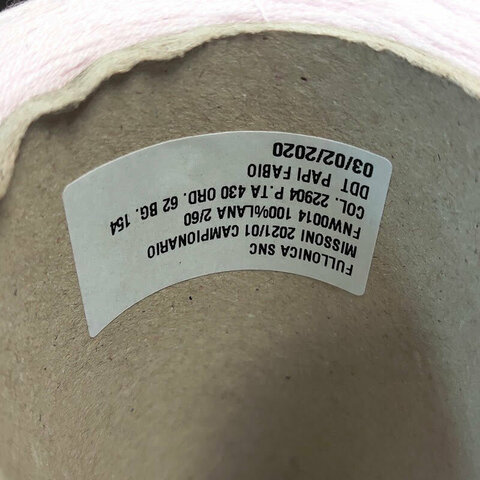 FULLONICA SNC
MISSONI 2021/01 CAMPIONARIO
FNW0014 100%LANA 2/60
COL. 22904 P.TA 430 ORD. 62 BG. 154
DDT PAPI FABIO
03/02/2020